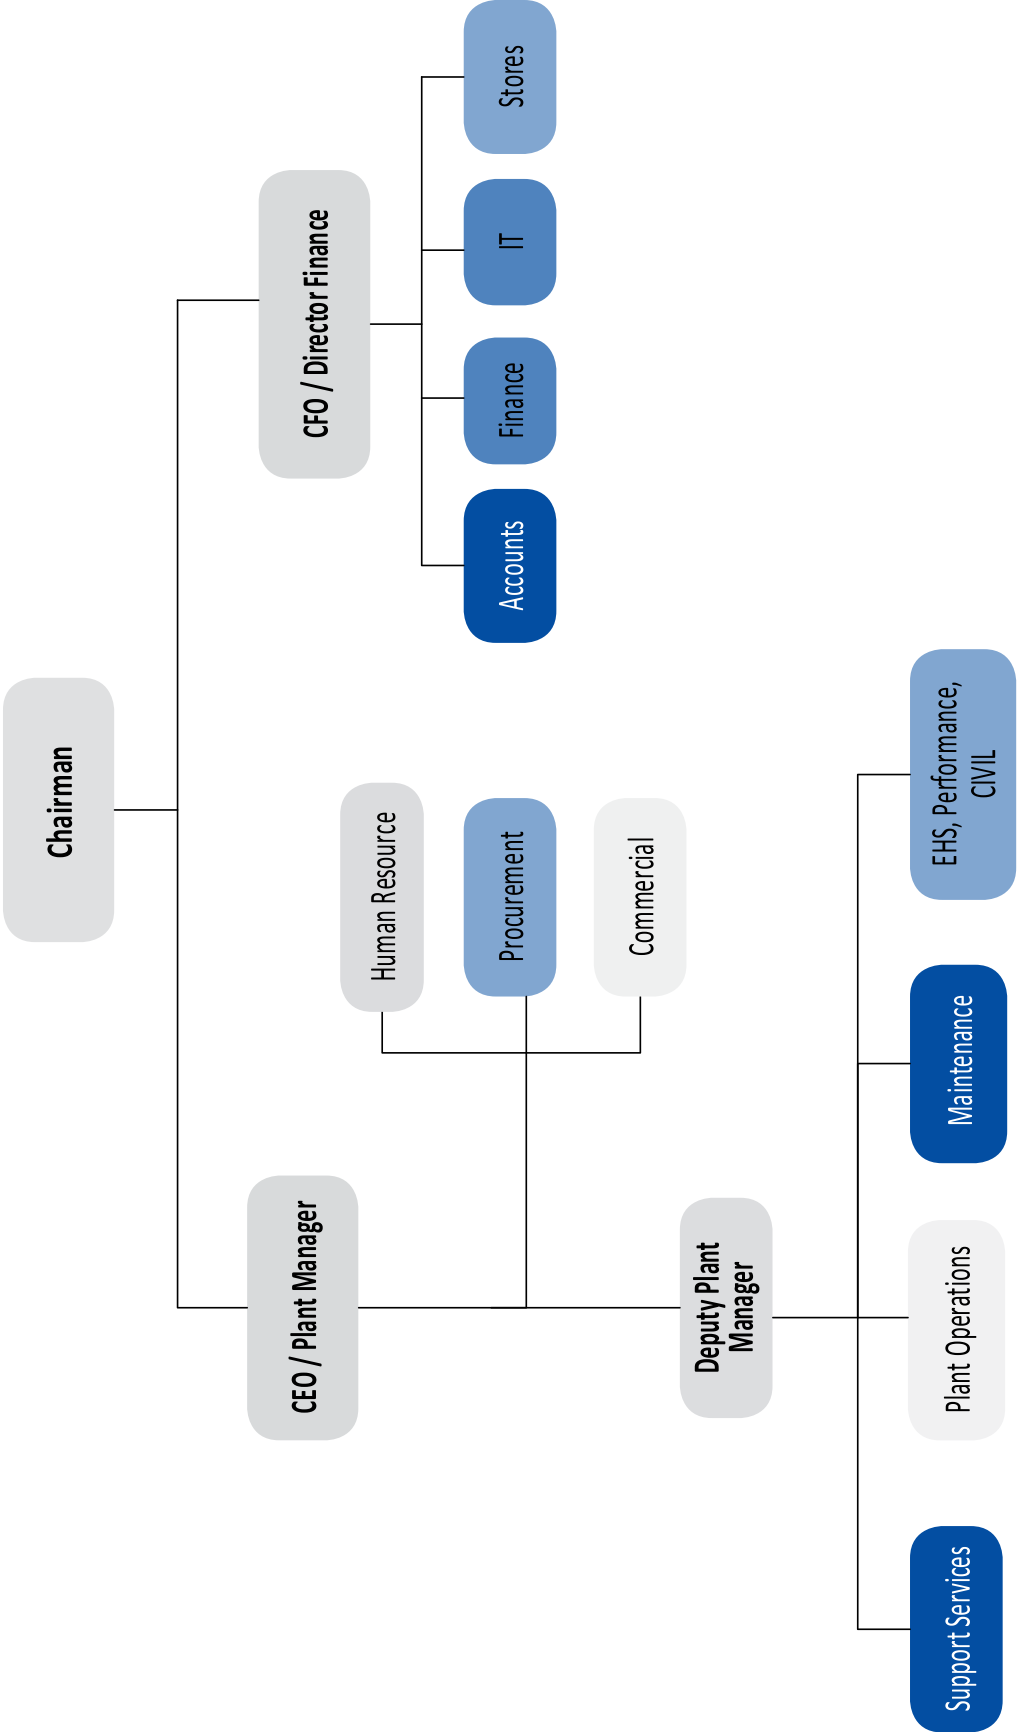 Chairman
CEO / Plant Manager
CFO / Director Finance
Human Resource
Procurement
Commercial
Accounts
Finance
IT
Stores
Deputy Plant
Manager
Support Services
Plant Operations
Maintenance
EHS, Performance,
CIVIL